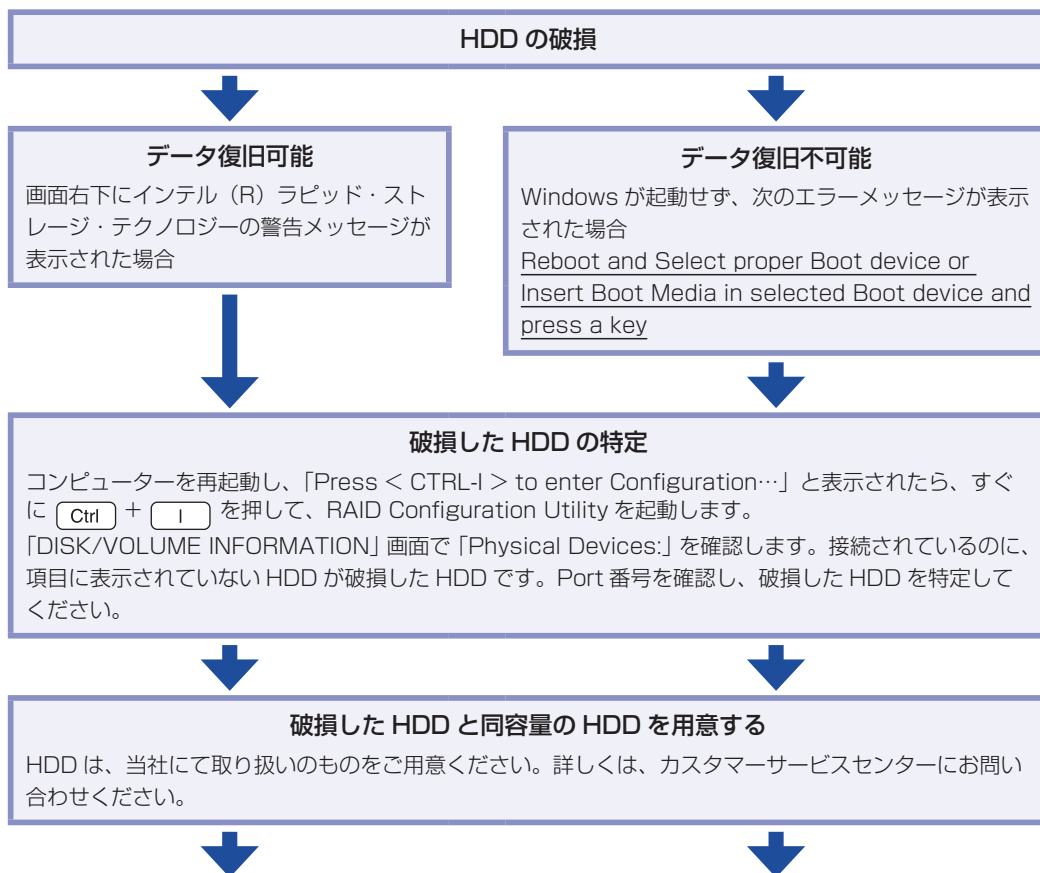 HDD の破損
データ復旧可能
画面右下にインテル（R）ラピッド・スト
レージ・テクノロジーの警告メッセージが
表示された場合
データ復旧不可能
Windows が起動せず、次のエラーメッセージが表示
された場合
Reboot and Select proper Boot device or
Insert Boot Media in selected Boot device and
press a key
破損した HDD の特定
コンピューターを再起動し、「Press < CTRL-I > to enter Configuration…」と表示されたら、すぐ
に Ctrl + I を押して、RAID Configuration Utility を起動します。
「DISK/VOLUME INFORMATION」画面で「Physical Devices:」を確認します。接続されているのに、
項目に表示されていない HDD が破損した HDD です。Port 番号を確認し、破損した HDD を特定して
ください。
破損した HDD と同容量の HDD を用意する
HDD は、当社にて取り扱いのものをご用意ください。詳しくは、カスタマーサービスセンターにお問い
合わせください。